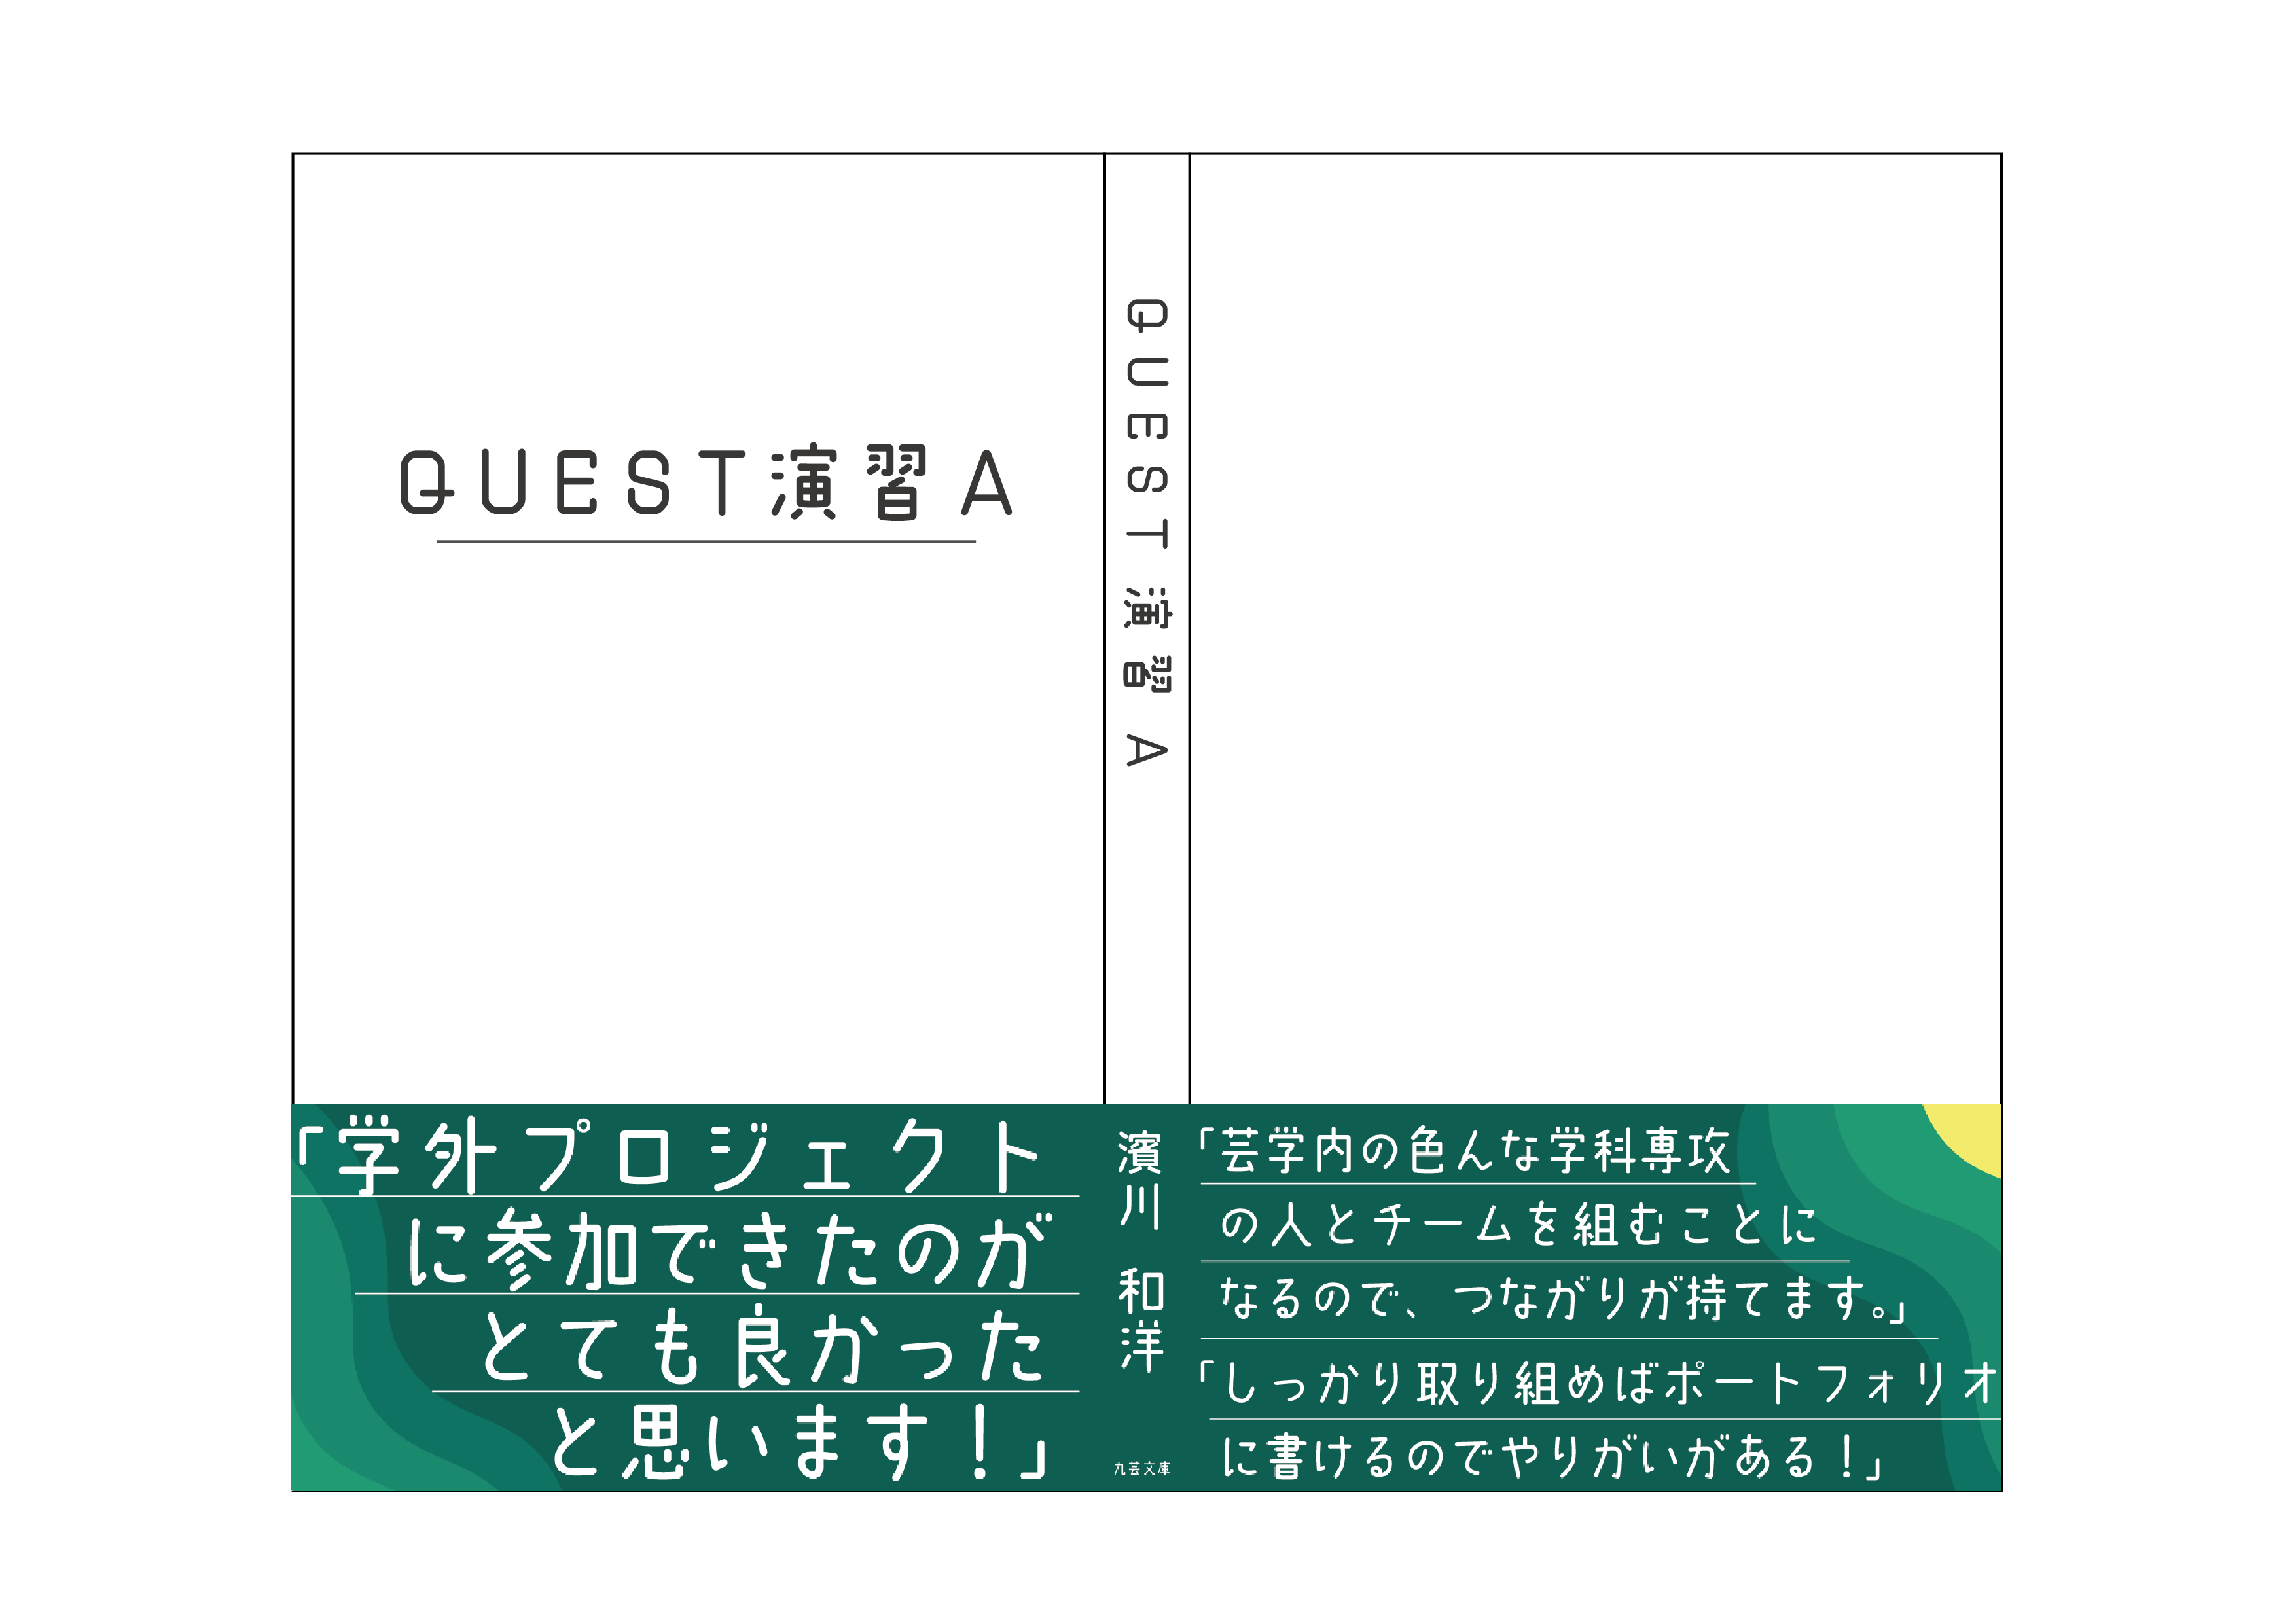 QUEST演習A
「学外プロジェクト
に参加できたのが
とても良かった
と思います！」
QUEST演習A
濱川 和洋
九芸文庫
「芸学内の色んな学科専攻
の人とチームを組むことに
なるので、つながりが持てます。」
「しっかり取り組めばポートフォリオ
に書けるのでやりがいがある！」